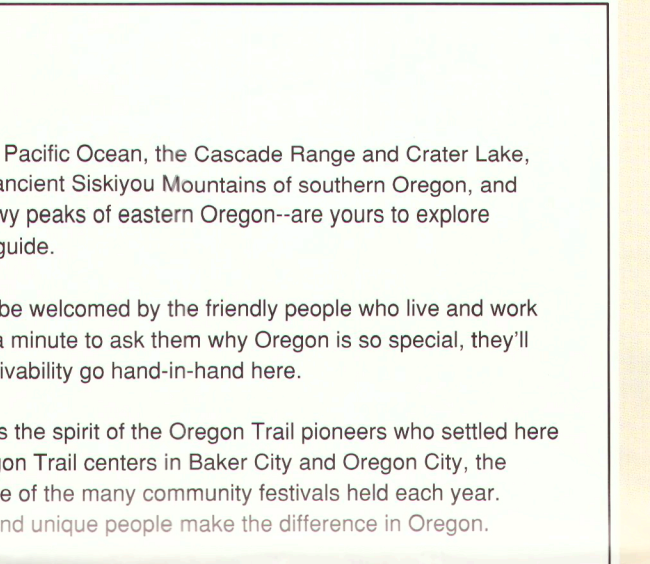 Pacific Ocean, the Cascade Range and Crater Lake,
ancient Siskiyou Mountains of southern Oregon, and
wy peaks of eastern Oregon--are yours to explore
guide.
be welcomed by the friendly people who live and work
a minute to ask them why Oregon is so special, they'll
ivability go hand-in-hand here.
s the spirit of the Oregon Trail pioneers who settled here
gon Trail centers in Baker City and Oregon City, the
e of the many community festivals held each year.
nd unique people make the difference in Oregon.